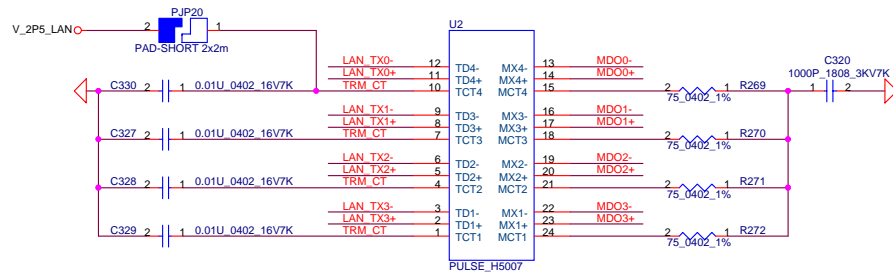 PJP20
V_2P5_LAN 2 1
PAD-SHORT 2x2m
U2
C320
1000P_1808_3KV7K
LAN_TX0- 12 TD4- MX4- 13 MDO0-
LAN_TX0+ 11 TD4+ MX4+ 14 MDO0+
C330 2 1 0.01U_0402_16V7K TRM_CT 10 TCT4 MCT4 15 2 1 R269 1 2
75_0402_1%
LAN_TX1- 9 TD3- MX3- 16 MDO1-
LAN_TX1+ 8 TD3+ MX3+ 17 MDO1+
C327 2 1 0.01U_0402_16V7K TRM_CT 7 TCT3 MCT3 18 2 1 R270
75_0402_1%
LAN_TX2- 6 TD2- MX2- 19 MDO2-
LAN_TX2+ 5 TD2+ MX2+ 20 MDO2+
C328 2 1 0.01U_0402_16V7K TRM_CT 4 TCT2 MCT2 21 2 1 R271
75_0402_1%
LAN_TX3- 3 TD1- MX1- 22 MDO3-
LAN_TX3+ 2 TD1+ MX1+ 23 MDO3+
C329 2 1 0.01U_0402_16V7K TRM_CT 1 TCT1 MCT1 24 2 1 R272
75_0402_1%
PULSE_H5007